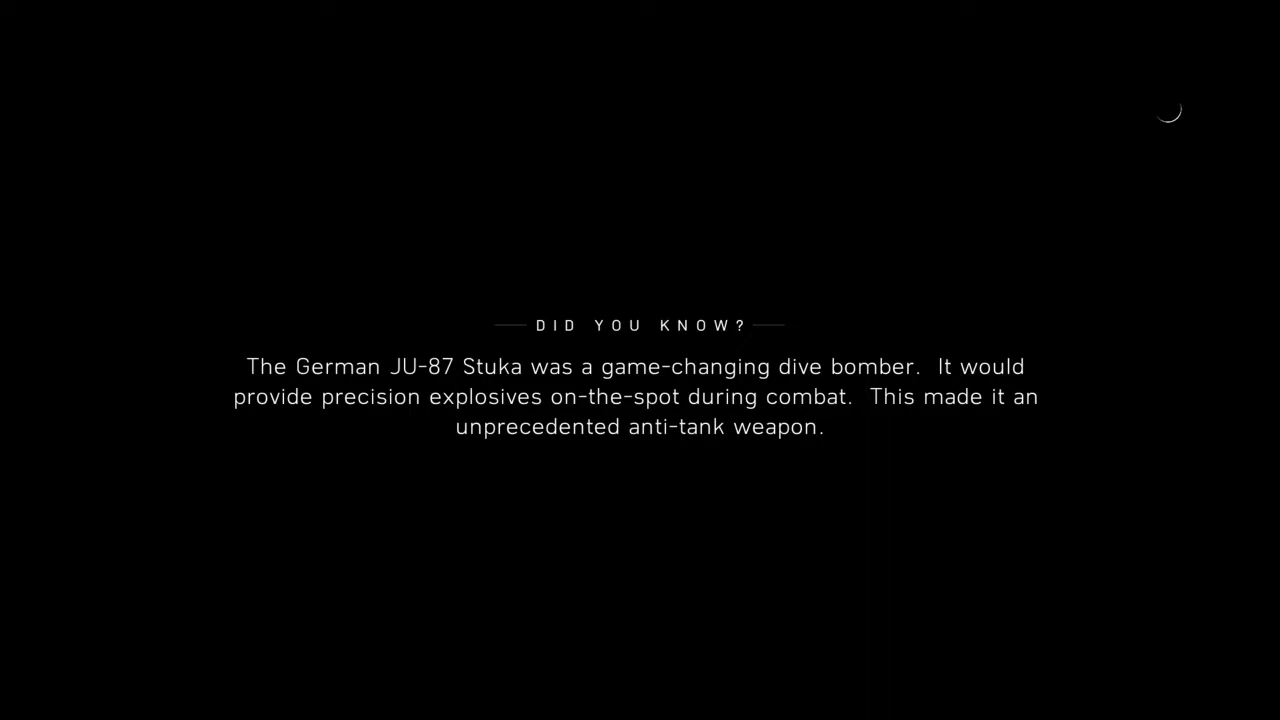 DID YOU KNOW?
The German JU-87 Stuka was a game-changing dive bomber.  It would
provide precision explosives on-the-spot during combat.  This made it an
unprecedented anti-tank weapon.